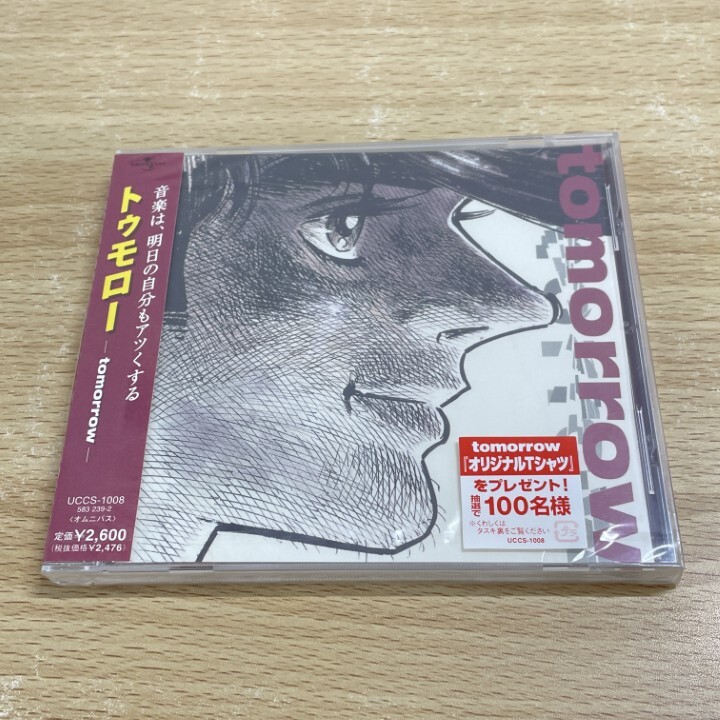 UNIVERSAL
音楽は、明日の自分もアツくする
トゥモロー
— tomorrow —
UCCS-1008
583 239-2
〈オムニバス〉
定価¥2,600
(税抜価格¥2,476)
tomorrow
tomorrow
『オリジナルTシャツ』
をプレゼント!
抽選で100名様
※くわしくは
タスキ裏をご覧ください
UCCS-1008
プラ